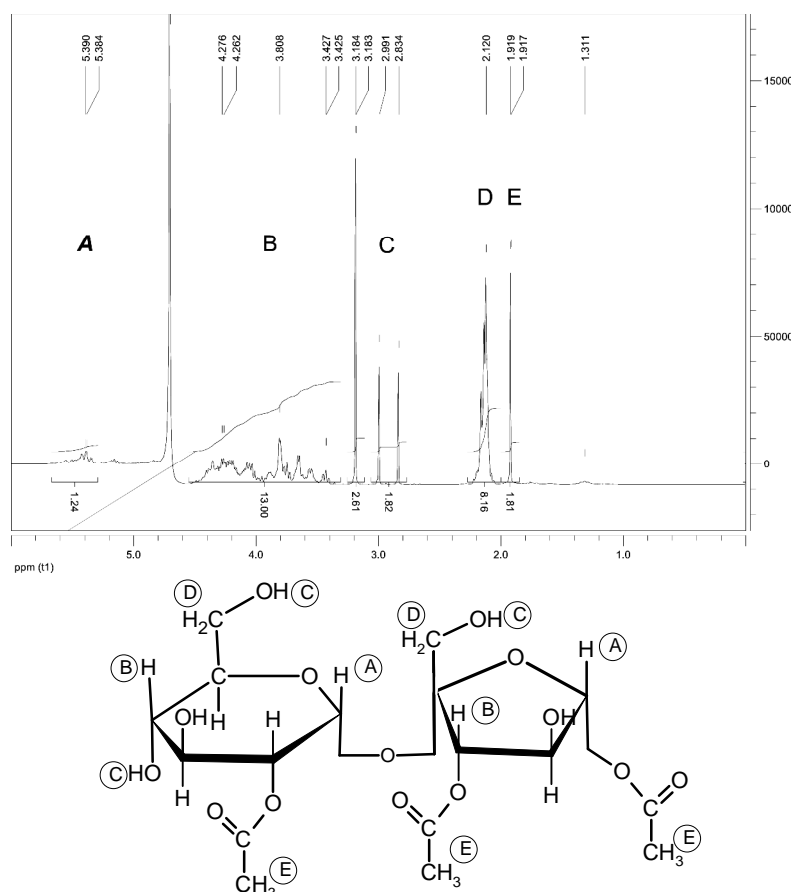 5.390 5.384 4.276 4.262 3.808 3.427 3.425 3.184 3.183 2.991 2.834 2.120 1.919 1.917 1.311
15000
D E
10000
A B C
50000
0
1.24 13.00 2.61 1.82 8.16 1.81
5.0 4.0 3.0 2.0 1.0
ppm (t1)
D OH C
H₂C
D OH C
H₂C
B H O H A O H A
OH H H H B OH
C HO O
H O O H O O
O C O C C
CH₃ E CH₃ E CH₃ E